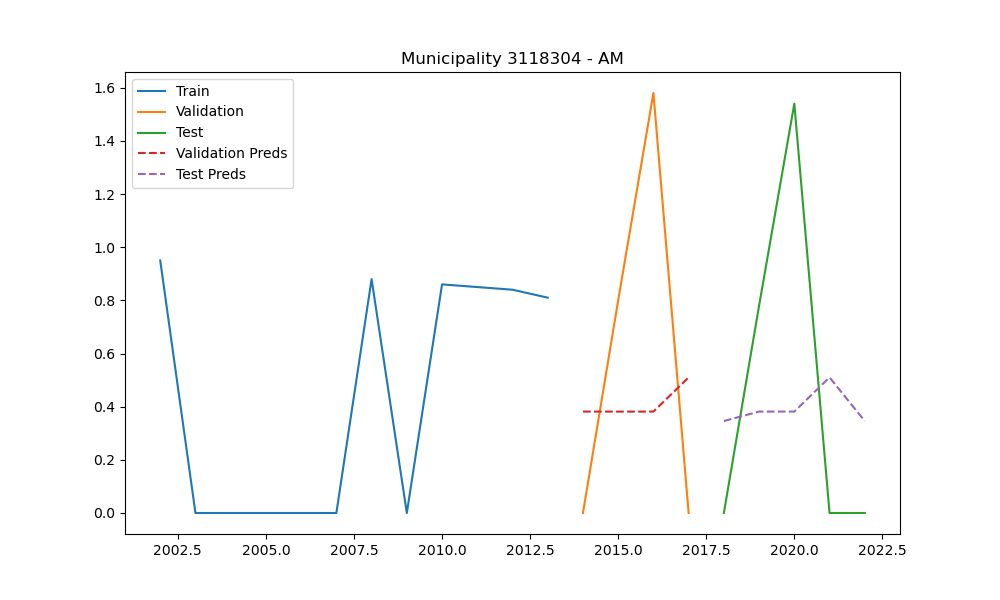 Municipality 3118304 - AM
Train
Validation
Test
Validation Preds
Test Preds
1.6
1.4
1.2
1.0
0.8
0.6
0.4
0.2
0.0
2002.5 2005.0 2007.5 2010.0 2012.5 2015.0 2017.5 2020.0 2022.5